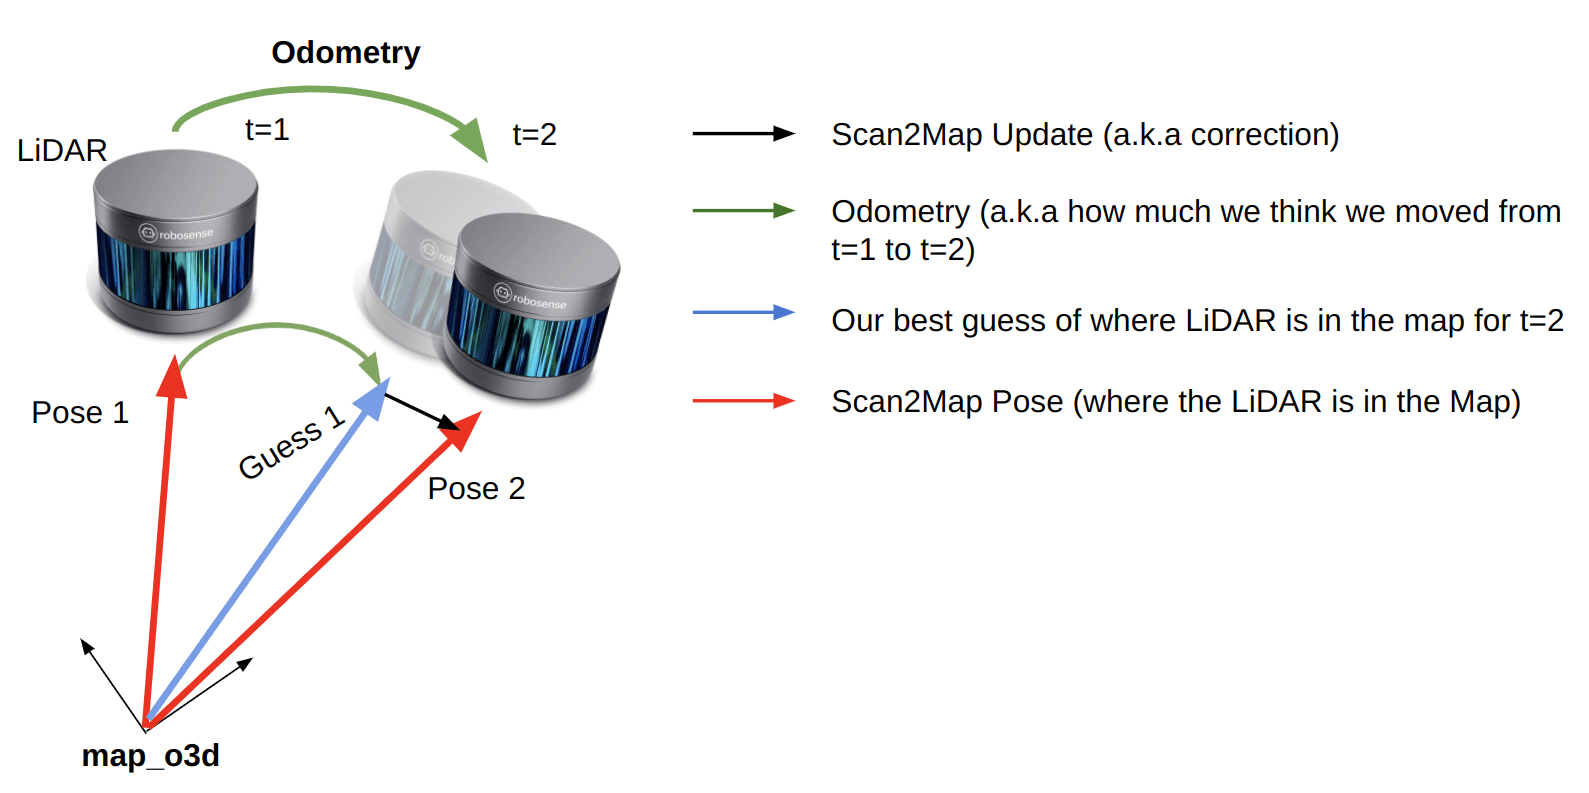 Odometry
LiDAR
t=1
t=2
robosense
robo
robosense
Pose 1
Guess 1
Pose 2
map_o3d
Scan2Map Update (a.k.a correction)
Odometry (a.k.a how much we think we moved from
t=1 to t=2)
Our best guess of where LiDAR is in the map for t=2
Scan2Map Pose (where the LiDAR is in the Map)